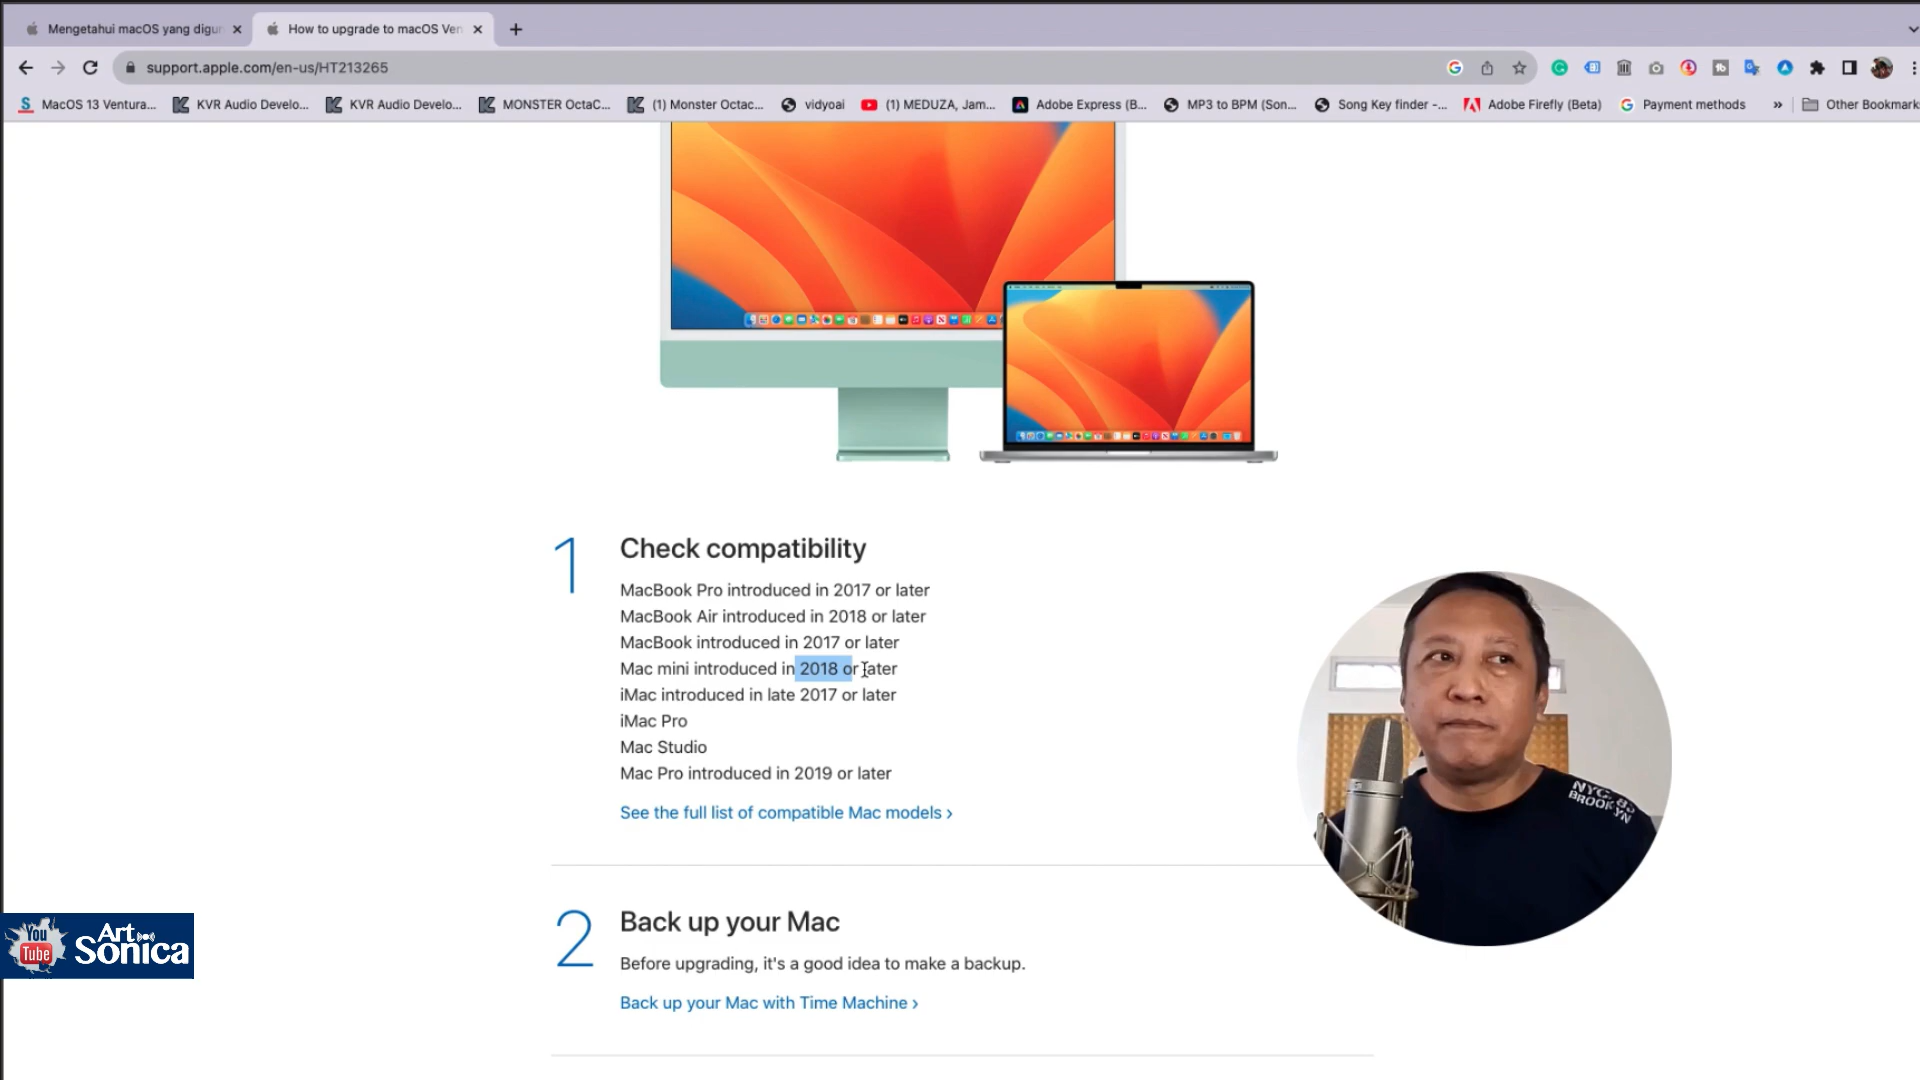 Mengetahui macOS yang digu
How to upgrade to macOS Ven
support.apple.com/en-us/HT213265
MacOS 13 Ventura...
KVR Audio Develo...
KVR Audio Develo...
MONSTER OctaC...
(1) Monster Octac...
vidyoai
(1) MEDUZA, Jam...
Adobe Express (B...
MP3 to BPM (Son...
Song Key finder -...
Adobe Firefly (Beta)
Payment methods
»
Other Bookmarks
1
Check compatibility
MacBook Pro introduced in 2017 or later
MacBook Air introduced in 2018 or later
MacBook introduced in 2017 or later
Mac mini introduced in 2018 or later
iMac introduced in late 2017 or later
iMac Pro
Mac Studio
Mac Pro introduced in 2019 or later
See the full list of compatible Mac models ›
2
Back up your Mac
Before upgrading, it's a good idea to make a backup.
Back up your Mac with Time Machine ›
NYC. 85
BROOKLYN
You
Tube
Art
Sonica